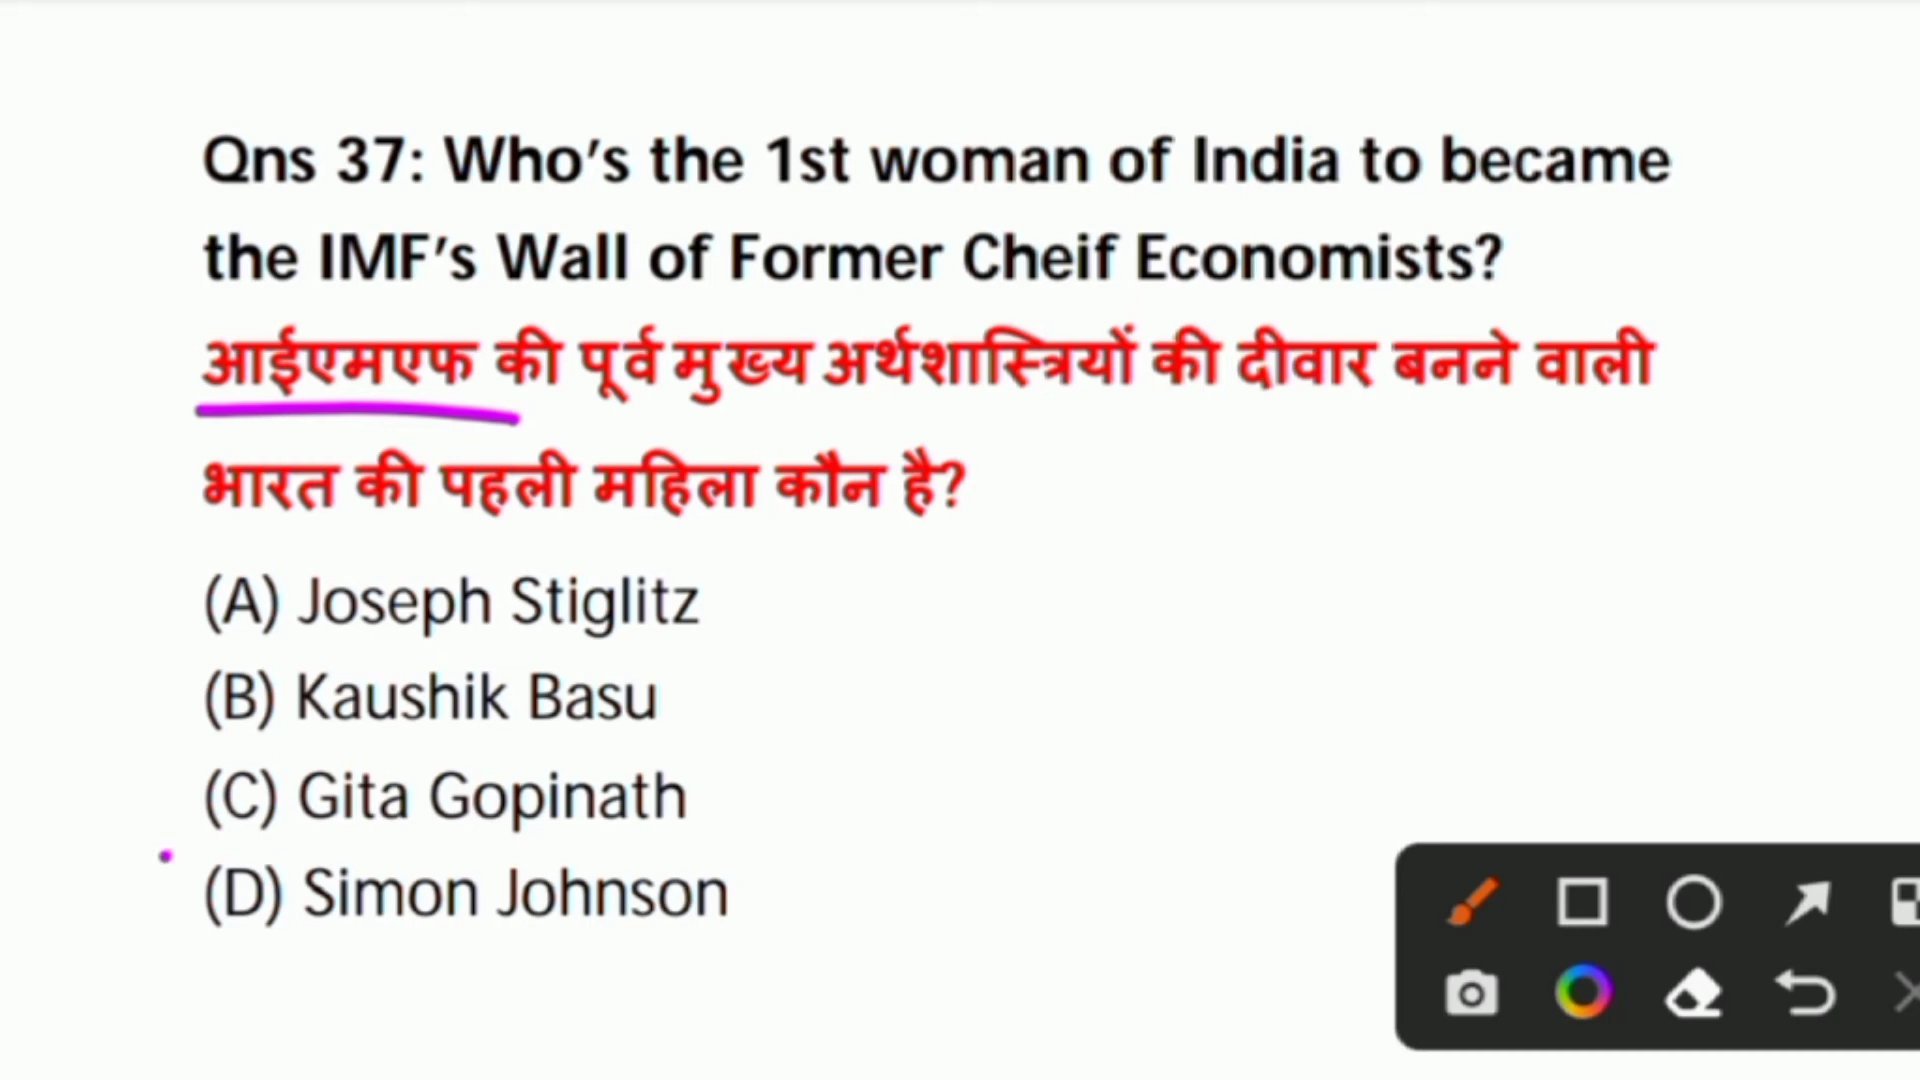 Qns 37: Who's the 1st woman of India to became
the IMF's Wall of Former Cheif Economists?
आईएमएफ की पूर्व मुख्य अर्थशास्त्रियों की दीवार बनने वाली
भारत की पहली महिला कौन है?
(A) Joseph Stiglitz
(B) Kaushik Basu
(C) Gita Gopinath
(D) Simon Johnson